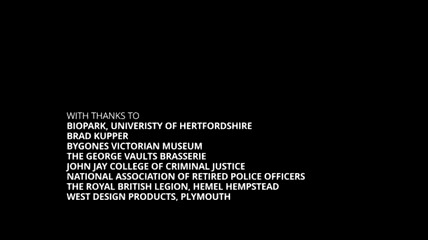 WITH THANKS TO
BIOPARK, UNIVERISTY OF HERTFORDSHIRE
BRAD KUPPER
BYGONES VICTORIAN MUSEUM
THE GEORGE VAULTS BRASSERIE
JOHN JAY COLLEGE OF CRIMINAL JUSTICE
NATIONAL ASSOCIATION OF RETIRED POLICE OFFICERS
THE ROYAL BRITISH LEGION, HEMEL HEMPSTEAD
WEST DESIGN PRODUCTS, PLYMOUTH